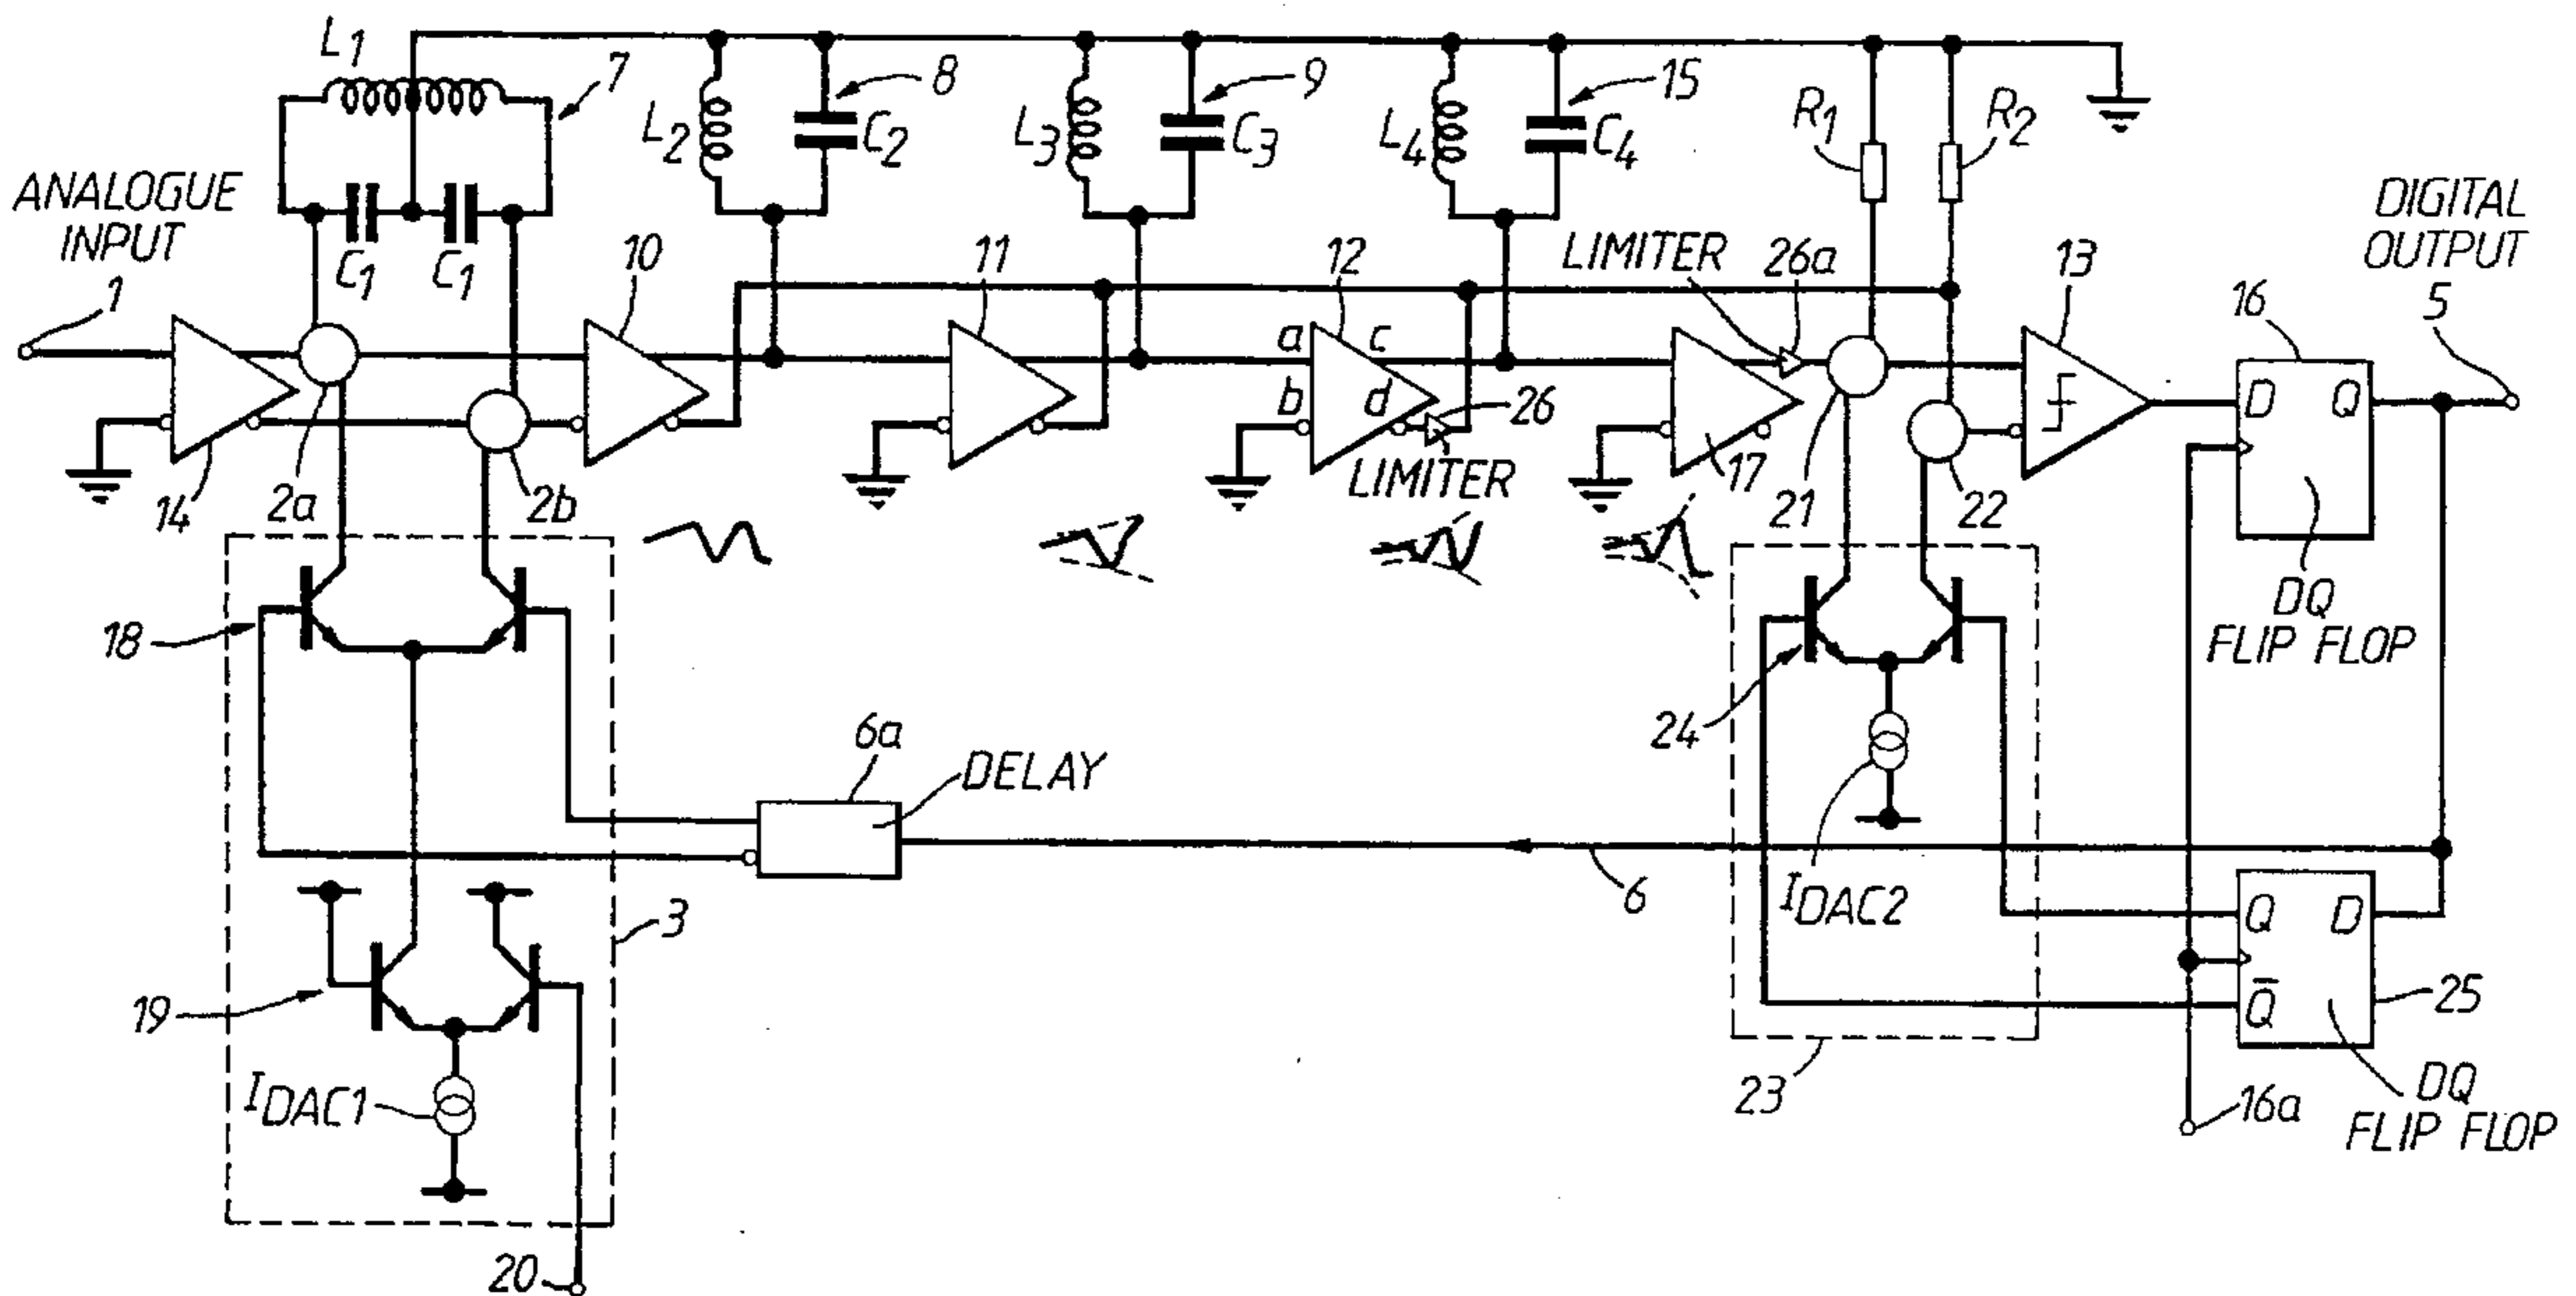 L1
7
L2
8
C2
L3
9
C3
L4
15
C4
R1
R2
ANALOGUE
INPUT
1
C1
C1
10
11
12
LIMITER
26a
13
DIGITAL
OUTPUT
5
16
a
c
b
d
26
LIMITER
14
2a
2b
17
21
22
D
Q
DQ
FLIP FLOP
18
24
6a
DELAY
6
IDAC2
3
19
IDAC1
20
23
Q
D
Q̅
25
16a
DQ
FLIP FLOP